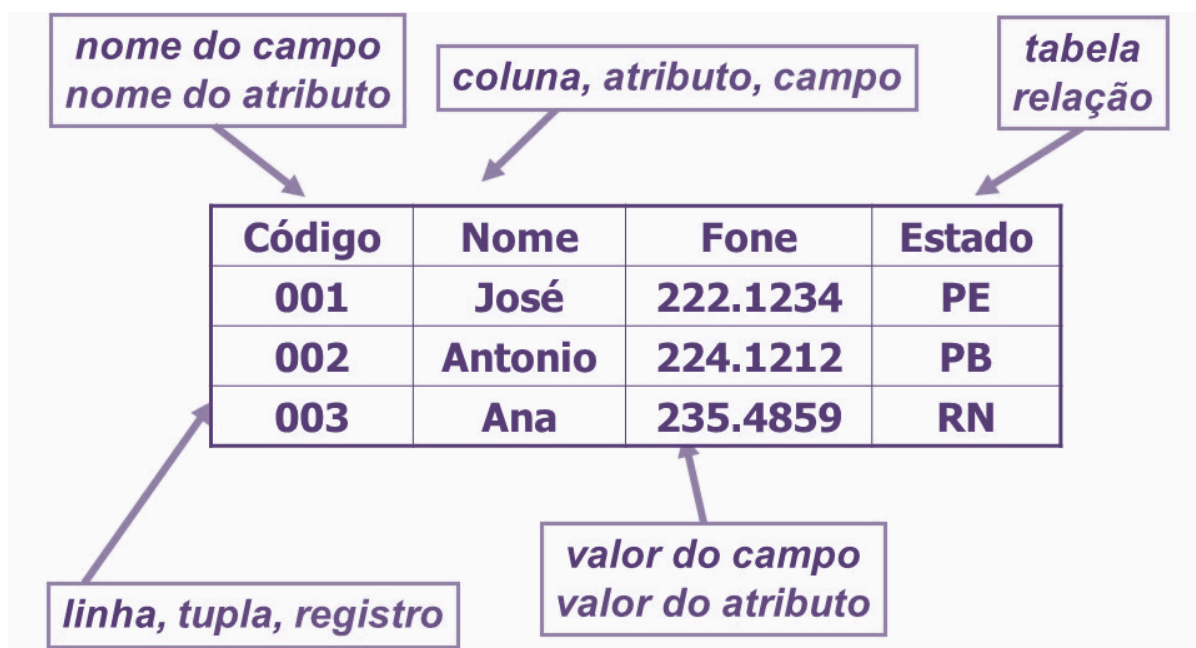 nome do campo
nome do atributo
coluna, atributo, campo
tabela
relação
Código Nome Fone Estado
001 José 222.1234 PE
002 Antonio 224.1212 PB
003 Ana 235.4859 RN
valor do campo
valor do atributo
linha, tupla, registro